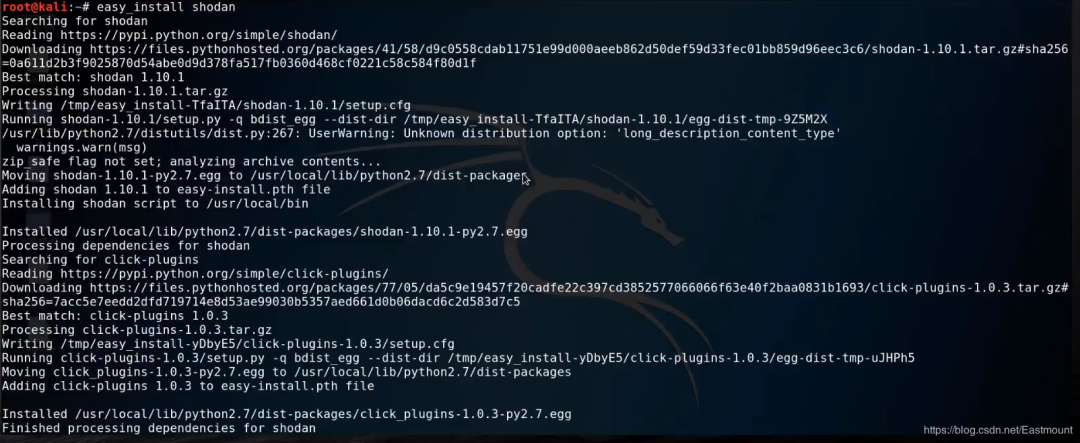 root@kali:~# easy_install shodan
Searching for shodan
Reading https://pypi.python.org/simple/shodan/
Downloading https://files.pythonhosted.org/packages/41/58/d9c0558cdab11751e99d000aeeb862d50def59d33fec01bb859d96eec3c6/shodan-1.10.1.tar.gz#sha256
=0a611d2b3f9025870d54abe0d9d378fa517fb0360d468cf0221c58c584f80d1f
Best match: shodan 1.10.1
Processing shodan-1.10.1.tar.gz
Writing /tmp/easy_install-TfaITA/shodan-1.10.1/setup.cfg
Running shodan-1.10.1/setup.py -q bdist_egg --dist-dir /tmp/easy_install-TfaITA/shodan-1.10.1/egg-dist-tmp-9Z5M2X
/usr/lib/python2.7/distutils/dist.py:267: UserWarning: Unknown distribution option: 'long_description_content_type'
  warnings.warn(msg)
zip_safe flag not set; analyzing archive contents...
Moving shodan-1.10.1-py2.7.egg to /usr/local/lib/python2.7/dist-packages
Adding shodan 1.10.1 to easy-install.pth file
Installing shodan script to /usr/local/bin
Installed /usr/local/lib/python2.7/dist-packages/shodan-1.10.1-py2.7.egg
Processing dependencies for shodan
Searching for click-plugins
Reading https://pypi.python.org/simple/click-plugins/
Downloading https://files.pythonhosted.org/packages/77/05/da5c9e19457f20cadfe22c397cd3852577066066f63e40f2baa0831b1693/click-plugins-1.0.3.tar.gz#
sha256=7acc5e7eedd2dfd719714e8d53ae99030b5357aed661d0b06dacd6c2d583d7c5
Best match: click-plugins 1.0.3
Processing click-plugins-1.0.3.tar.gz
Writing /tmp/easy_install-yDbyE5/click-plugins-1.0.3/setup.cfg
Running click-plugins-1.0.3/setup.py -q bdist_egg --dist-dir /tmp/easy_install-yDbyE5/click-plugins-1.0.3/egg-dist-tmp-uJHPh5
Moving click_plugins-1.0.3-py2.7.egg to /usr/local/lib/python2.7/dist-packages
Adding click-plugins 1.0.3 to easy-install.pth file
Installed /usr/local/lib/python2.7/dist-packages/click_plugins-1.0.3-py2.7.egg
Finished processing dependencies for shodan
https://blog.csdn.net/Eastmount